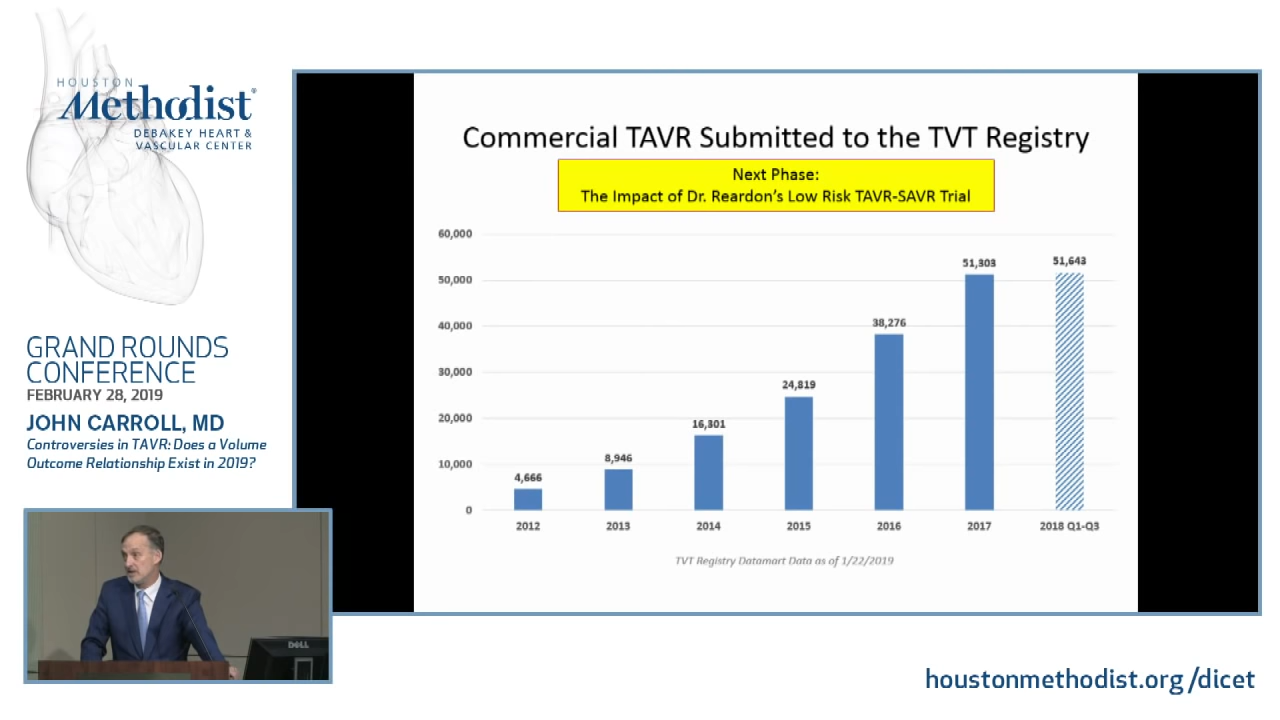 HOUSTON
Methodist®
DEBAKEY HEART &
VASCULAR CENTER
GRAND ROUNDS
CONFERENCE
FEBRUARY 28, 2019
JOHN CARROLL, MD
Controversies in TAVR: Does a Volume
Outcome Relationship Exist in 2019?
DELL
Commercial TAVR Submitted to the TVT Registry
Next Phase:
The Impact of Dr. Reardon's Low Risk TAVR-SAVR Trial
60,000
50,000
40,000
30,000
20,000
10,000
0
4,666
8,946
16,301
24,819
38,276
51,303
51,643
2012
2013
2014
2015
2016
2017
2018 Q1-Q3
TVT Registry Datamart Data as of 1/22/2019
houstonmethodist.org/dicet